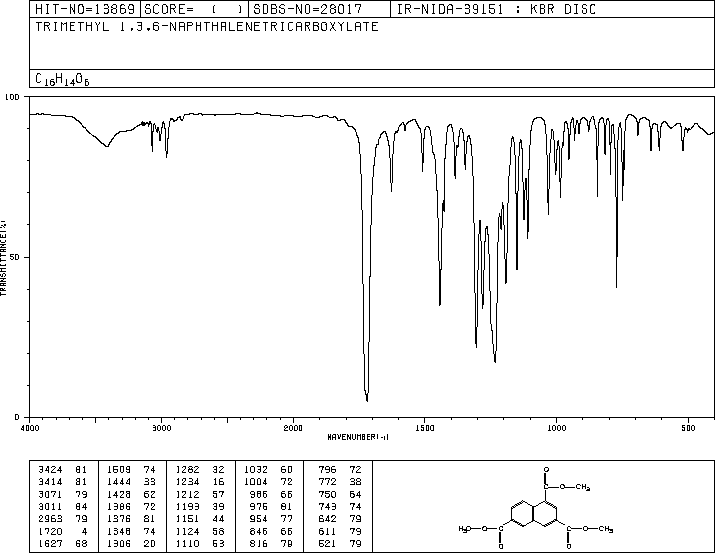 HIT-NO=13869 SCORE= ( ) SDBS-NO=28017 IR-NIDA-39151 : KBR DISC
TRIMETHYL 1,3,6-NAPHTHALENETRICARBOXYLATE
C16H14O6
100
50
0
TRANSMITTANCE(%)
4000 3000 2000 1500 1000 500
WAVENUMBER(-1)
3424 81 1509 74 1282 32 1032 60 796 72
3414 81 1444 33 1234 16 1004 72 772 38
3071 79 1428 62 1212 57 986 66 750 64
3011 84 1386 72 1193 39 976 81 743 74
2963 79 1376 81 1151 44 954 77 642 79
1720 4 1348 74 1124 58 846 66 611 79
1627 68 1306 20 1110 53 816 79 521 79
O
C O CH3
H3C O C C O CH3
O O